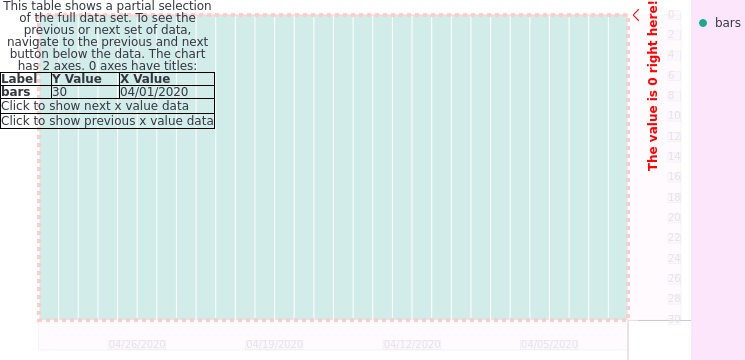 This table shows a partial selection
of the full data set. To see the
previous or next set of data,
navigate to the previous and next
button below the data. The chart
has 2 axes. 0 axes have titles:
Label Y Value X Value
bars 30 04/01/2020
Click to show next x value data
Click to show previous x value data
The value is 0 right here!
0
2
4
6
8
10
12
14
16
18
20
22
24
26
28
30
04/26/2020 04/19/2020 04/12/2020 04/05/2020
bars